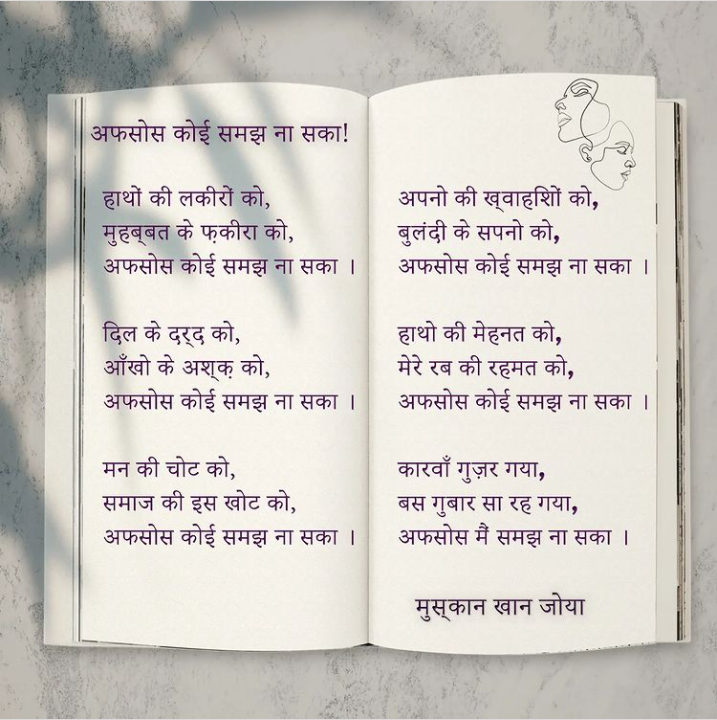 अफसोस कोई समझ ना सका!
हाथों की लकीरों को,
मुहब्बत के फ़कीरा को,
अफसोस कोई समझ ना सका ।
दिल के दर्द को,
आँखो के अश्क़ को,
अफसोस कोई समझ ना सका ।
मन की चोट को,
समाज की इस खोट को,
अफसोस कोई समझ ना सका ।
अपनो की ख्वाहिशों को,
बुलंदी के सपनो को,
अफसोस कोई समझ ना सका ।
हाथो की मेहनत को,
मेरे रब की रहमत को,
अफसोस कोई समझ ना सका ।
कारवाँ गुज़र गया,
बस गुबार सा रह गया,
अफसोस मैं समझ ना सका ।
मुस्कान खान जोया